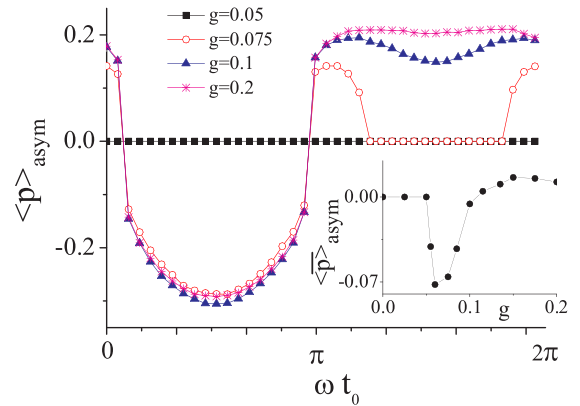 0.2
0.0
-0.2
<p> asym
g=0.05
g=0.075
g=0.1
g=0.2
0
π
2π
ω t0
0.00
-0.07
<p> asym
0.0
0.1
0.2
g